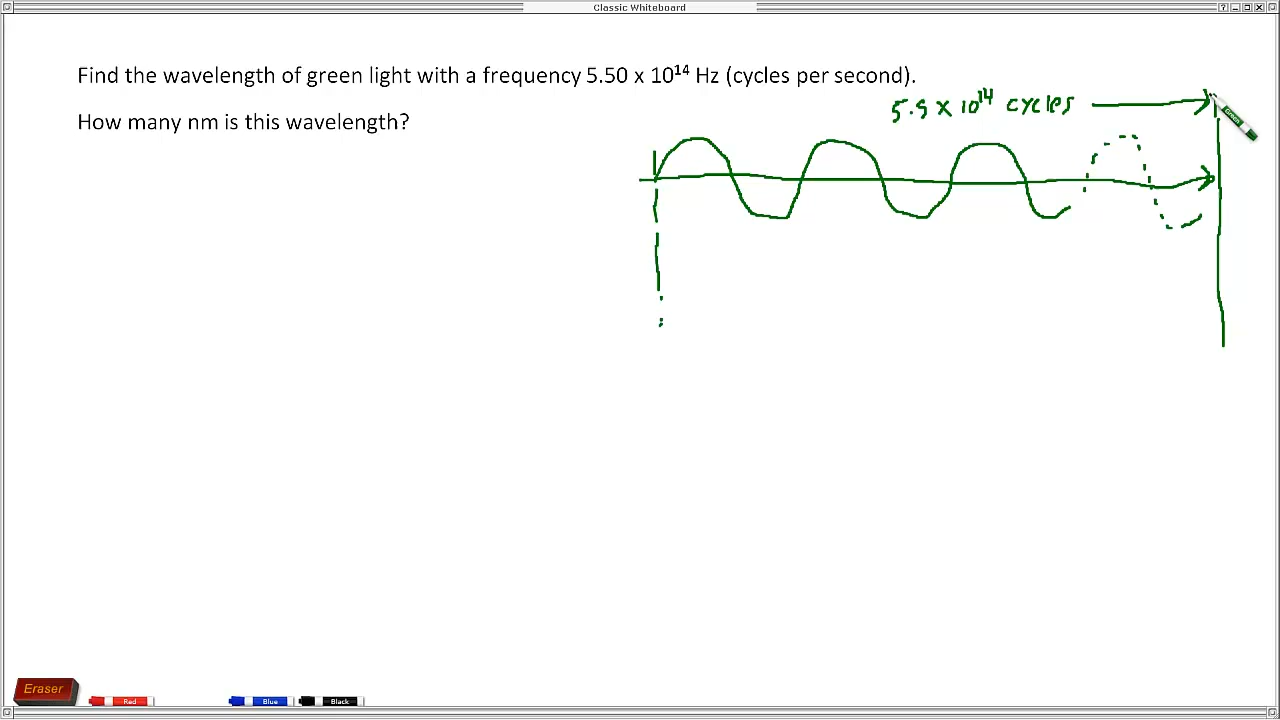 Classic Whiteboard
Find the wavelength of green light with a frequency 5.50 x 10¹⁴ Hz (cycles per second).
5.5 x 10¹⁴ cycles
How many nm is this wavelength?
Green
Eraser
Red Blue Black